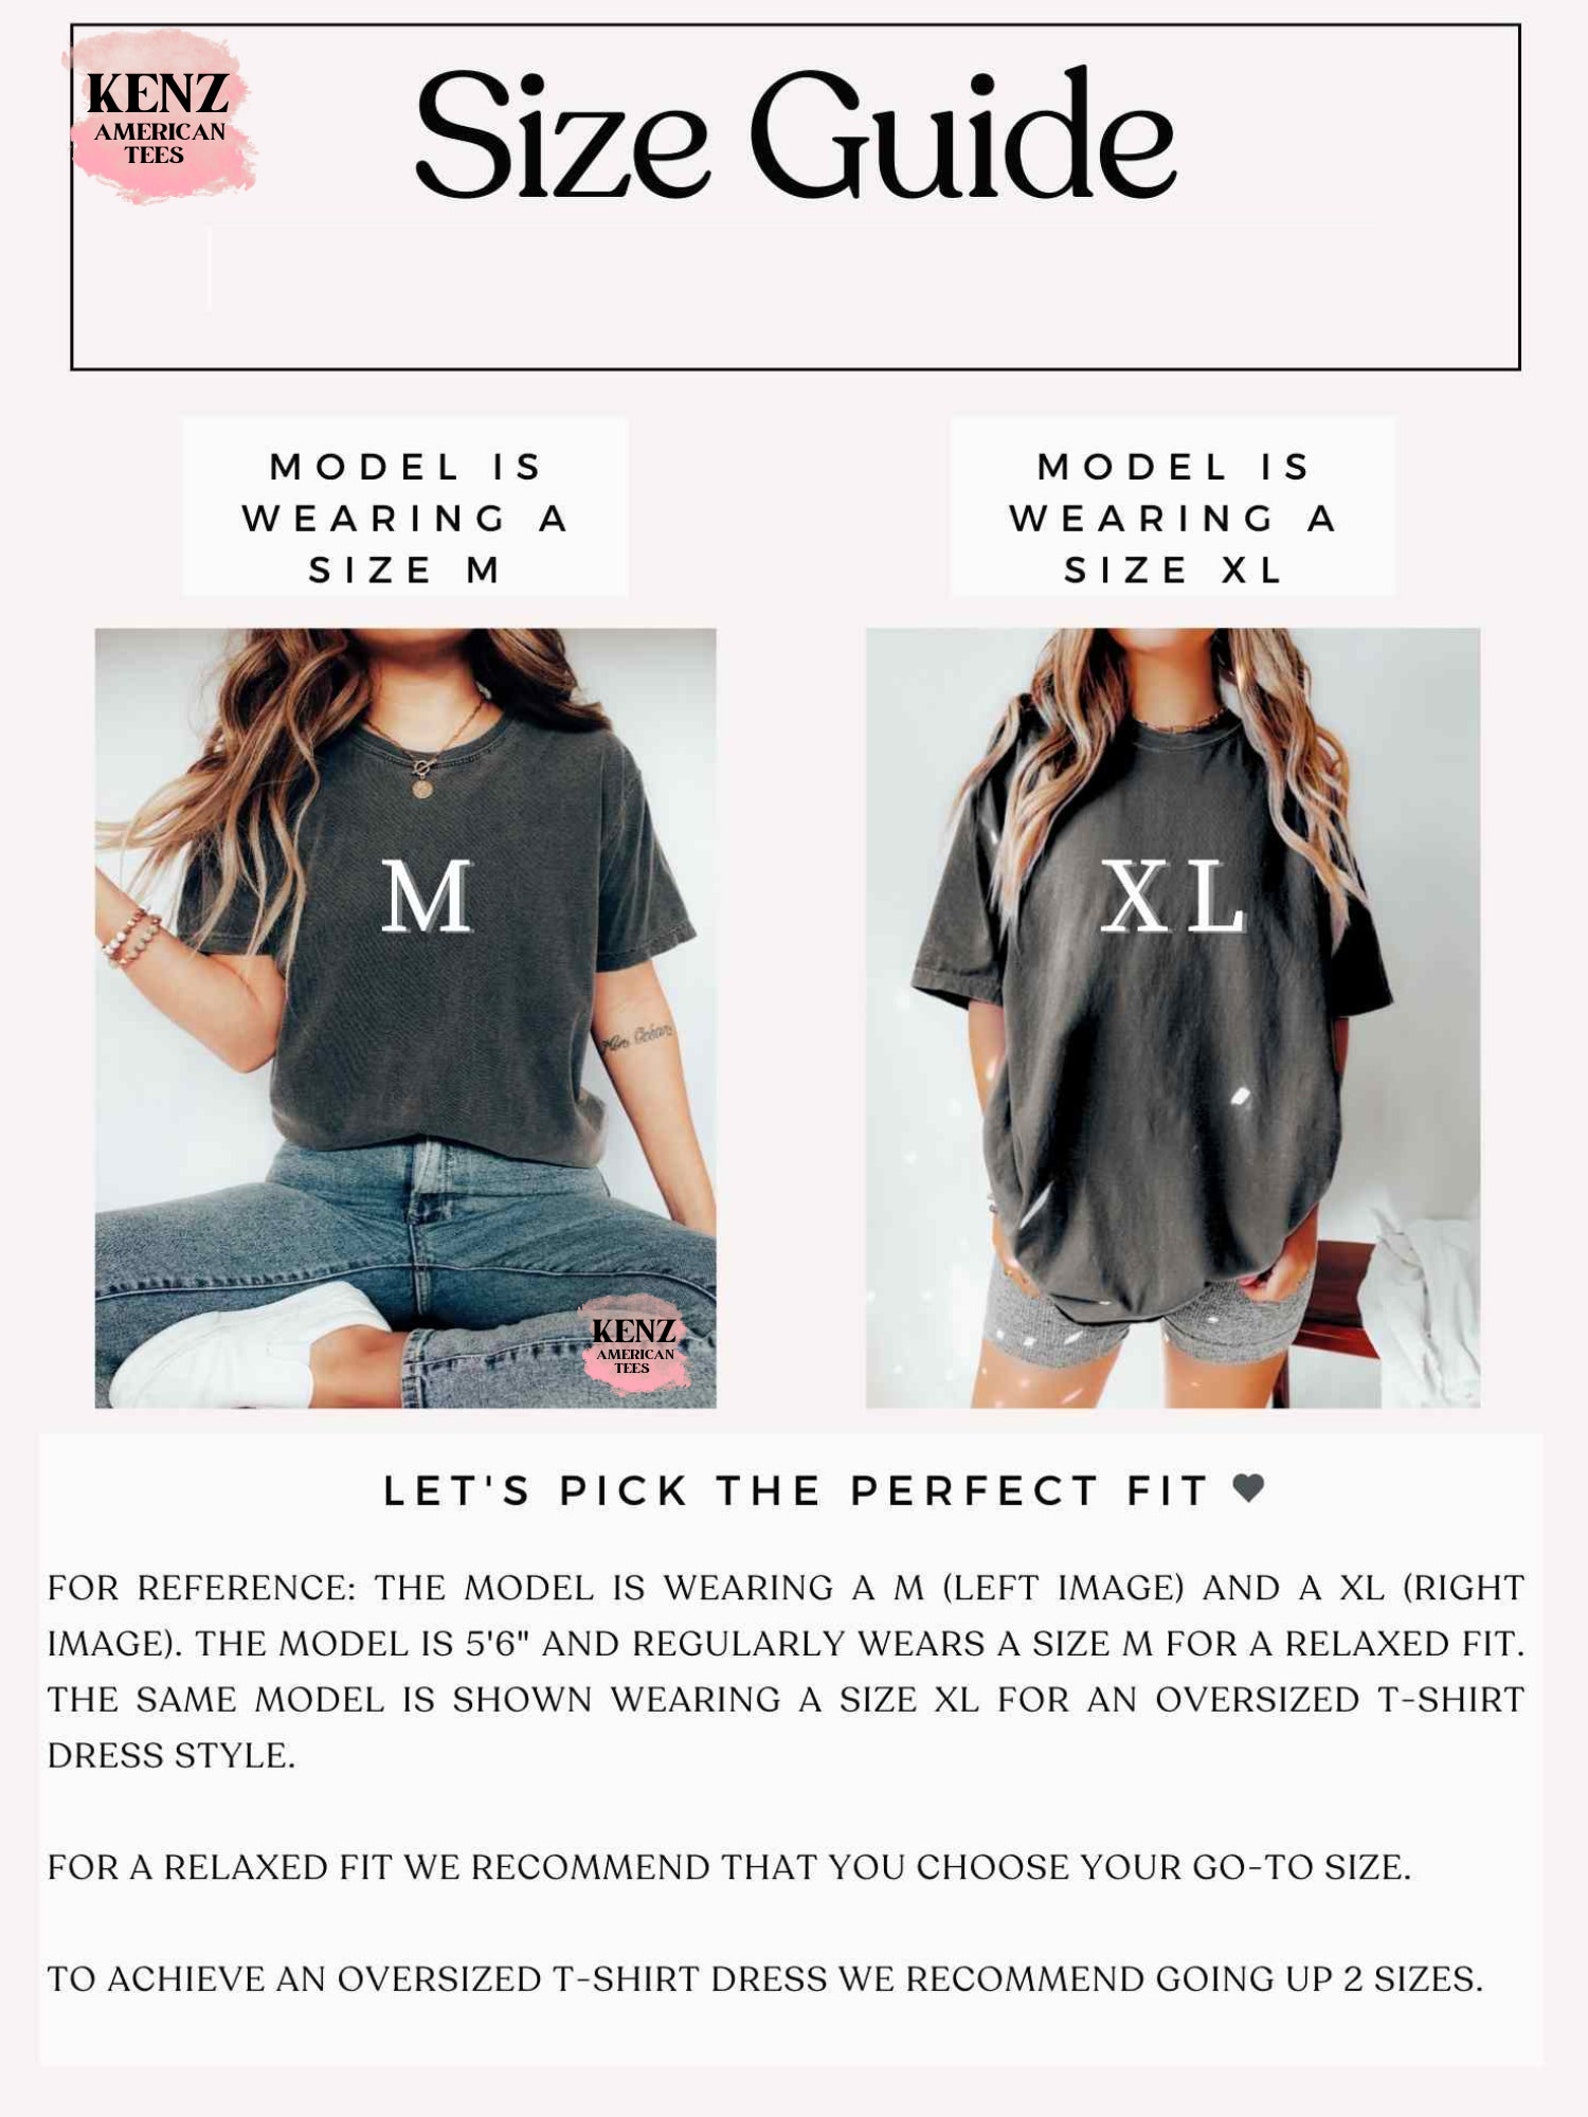 KENZ
AMERICAN
TEES
Size Guide
MODEL IS
WEARING A
SIZE M
MODEL IS
WEARING A
SIZE XL
M
XL
KENZ
AMERICAN
TEES
LET'S PICK THE PERFECT FIT ♥
FOR REFERENCE: THE MODEL IS WEARING A M (LEFT IMAGE) AND A XL (RIGHT
IMAGE). THE MODEL IS 5'6" AND REGULARLY WEARS A SIZE M FOR A RELAXED FIT.
THE SAME MODEL IS SHOWN WEARING A SIZE XL FOR AN OVERSIZED T-SHIRT
DRESS STYLE.
FOR A RELAXED FIT WE RECOMMEND THAT YOU CHOOSE YOUR GO-TO SIZE.
TO ACHIEVE AN OVERSIZED T-SHIRT DRESS WE RECOMMEND GOING UP 2 SIZES.